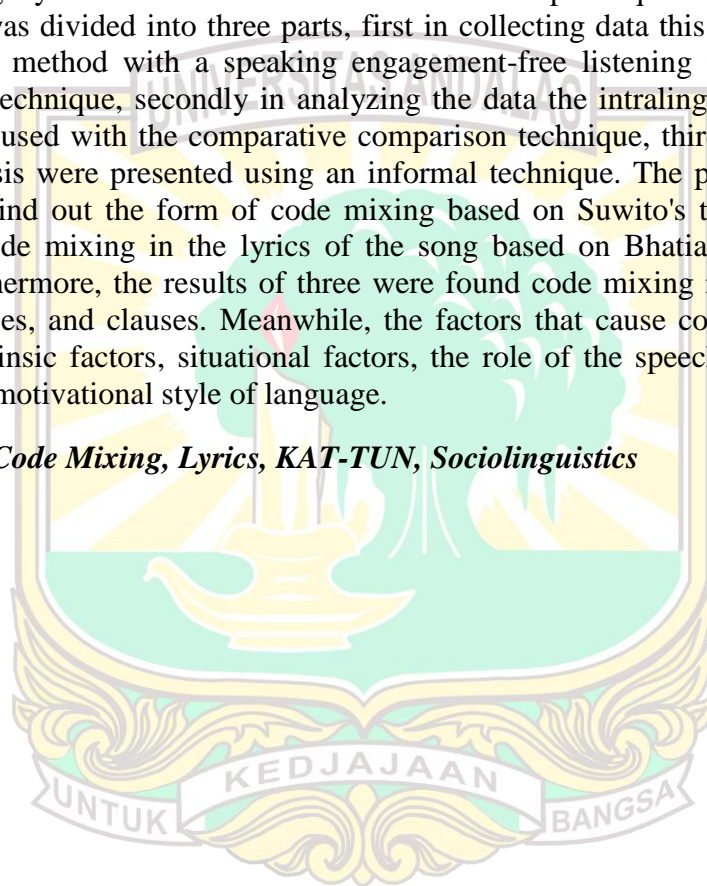 was divided into three parts, first in collecting data this
method with a speaking engagement-free listening
UNIVERSITAS ANDALAS
echnique, secondly in analyzing the data the intraling
used with the comparative comparison technique, thir
sis were presented using an informal technique. The p
ind out the form of code mixing based on Suwito's t
de mixing in the lyrics of the song based on Bhatia
hermore, the results of three were found code mixing
es, and clauses. Meanwhile, the factors that cause co
insic factors, situational factors, the role of the speec
motivational style of language.
Code Mixing, Lyrics, KAT-TUN, Sociolinguistics
UNTUK KEDJAJAAN BANGSA